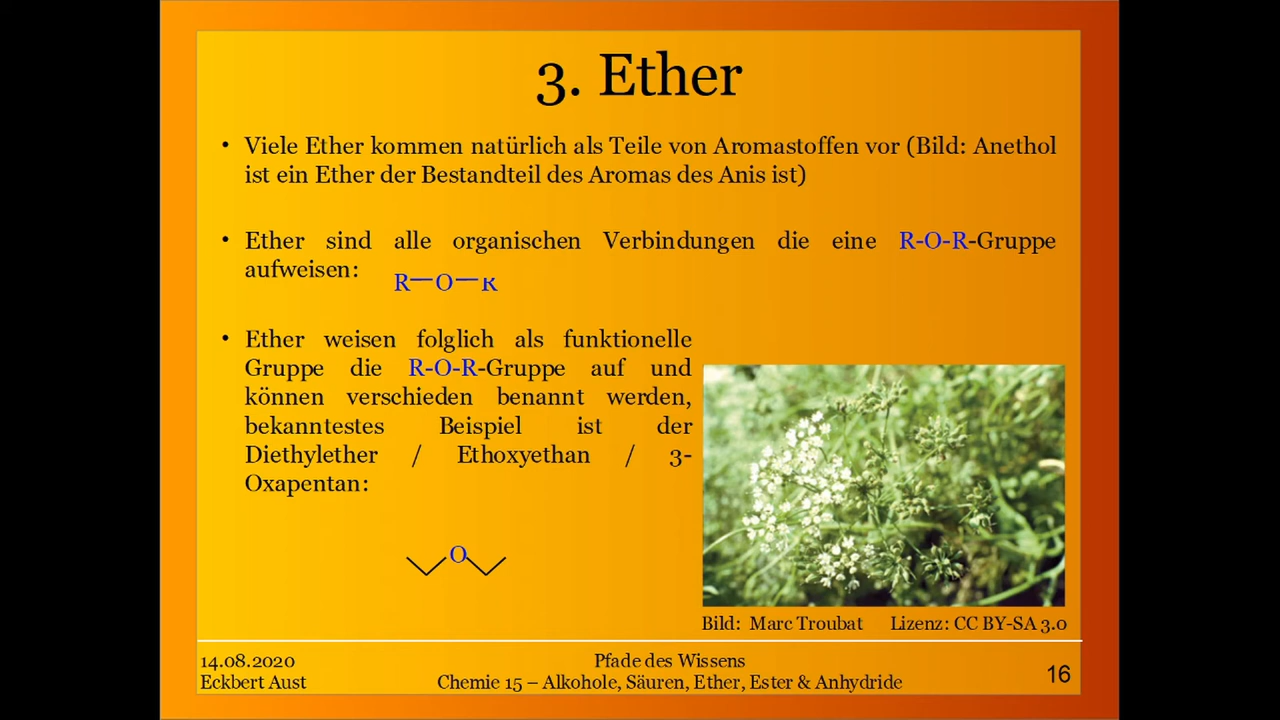 3. Ether
• Viele Ether kommen natürlich als Teile von Aromastoffen vor (Bild: Anethol
ist ein Ether der Bestandteil des Aromas des Anis ist)
• Ether sind alle organischen Verbindungen die eine R-O-R-Gruppe
aufweisen:
R—O—R
• Ether weisen folglich als funktionelle
Gruppe die R-O-R-Gruppe auf und
können verschieden benannt werden,
bekanntestes Beispiel ist der
Diethylether / Ethoxyethan / 3-
Oxapentan:
O
Bild: Marc Troubat Lizenz: CC BY-SA 3.0
14.08.2020
Eckbert Aust
Pfade des Wissens
Chemie 15 – Alkohole, Säuren, Ether, Ester & Anhydride
16